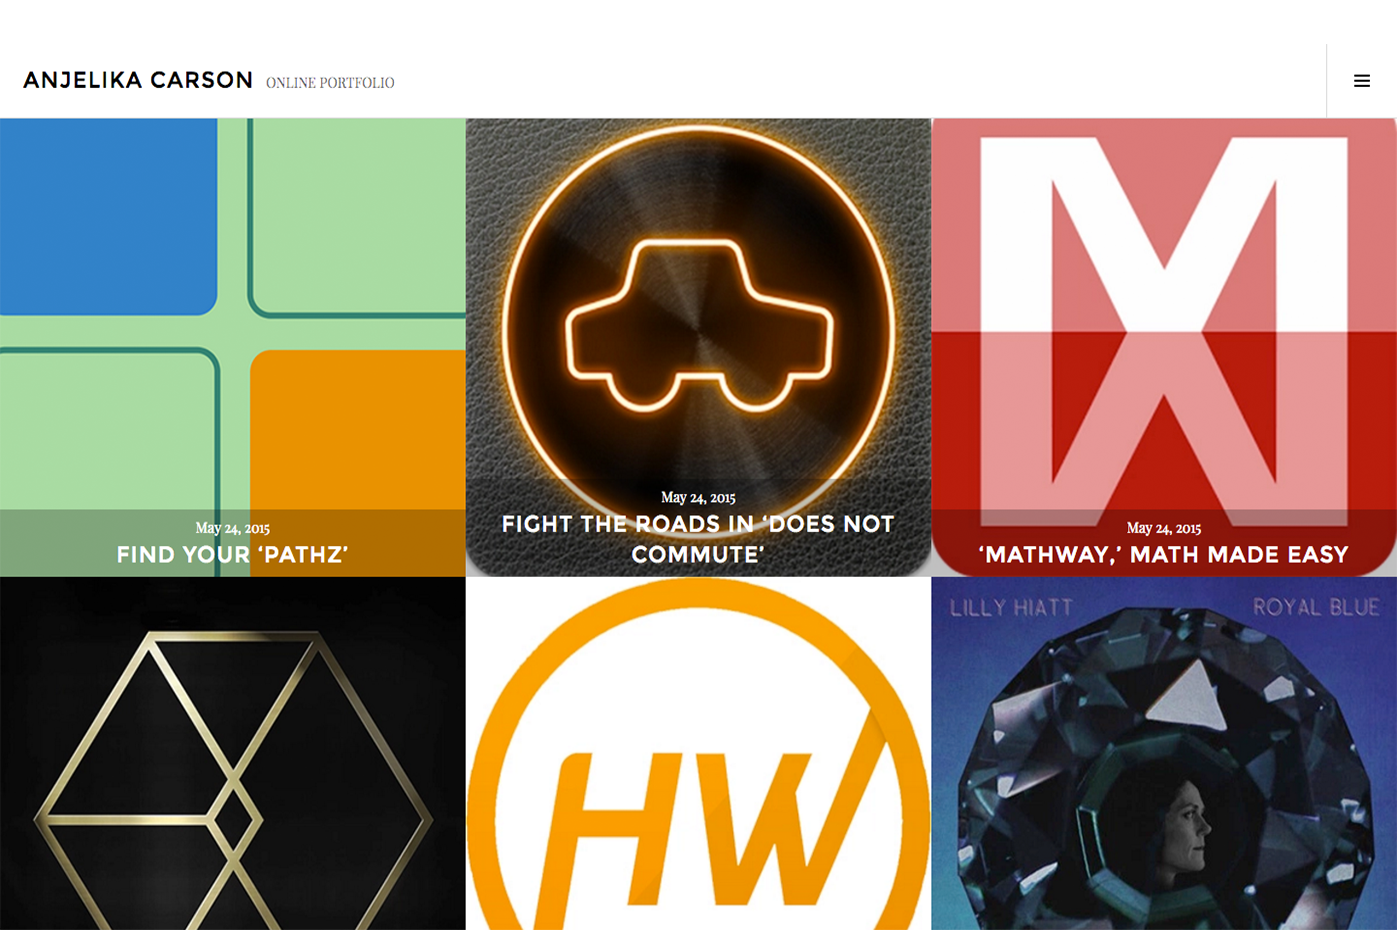 ANJELIKA CARSON ONLINE PORTFOLIO
May 24, 2015
FIND YOUR ‘PATHZ’
May 24, 2015
FIGHT THE ROADS IN ‘DOES NOT
COMMUTE’
M
May 24, 2015
‘MATHWAY,’ MATH MADE EASY
HW
LILLY HIATT ROYAL BLUE